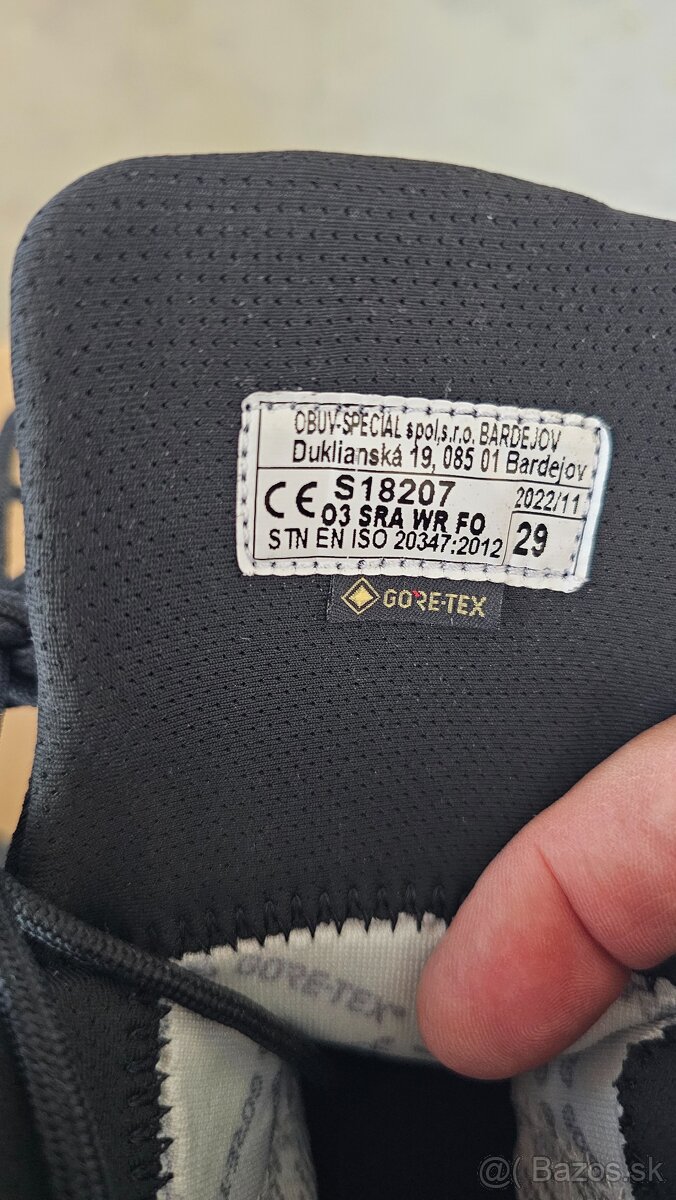 OBUV-SPECIAL spol,s.r.o. BARDEJOV
Duklianská 19, 085 01 Bardejov
CE S18207 2022/11
O3 SRA WR FO
STN EN ISO 20347:2012 29
GORE-TEX
GORE-TEX
@( Bazos.sk